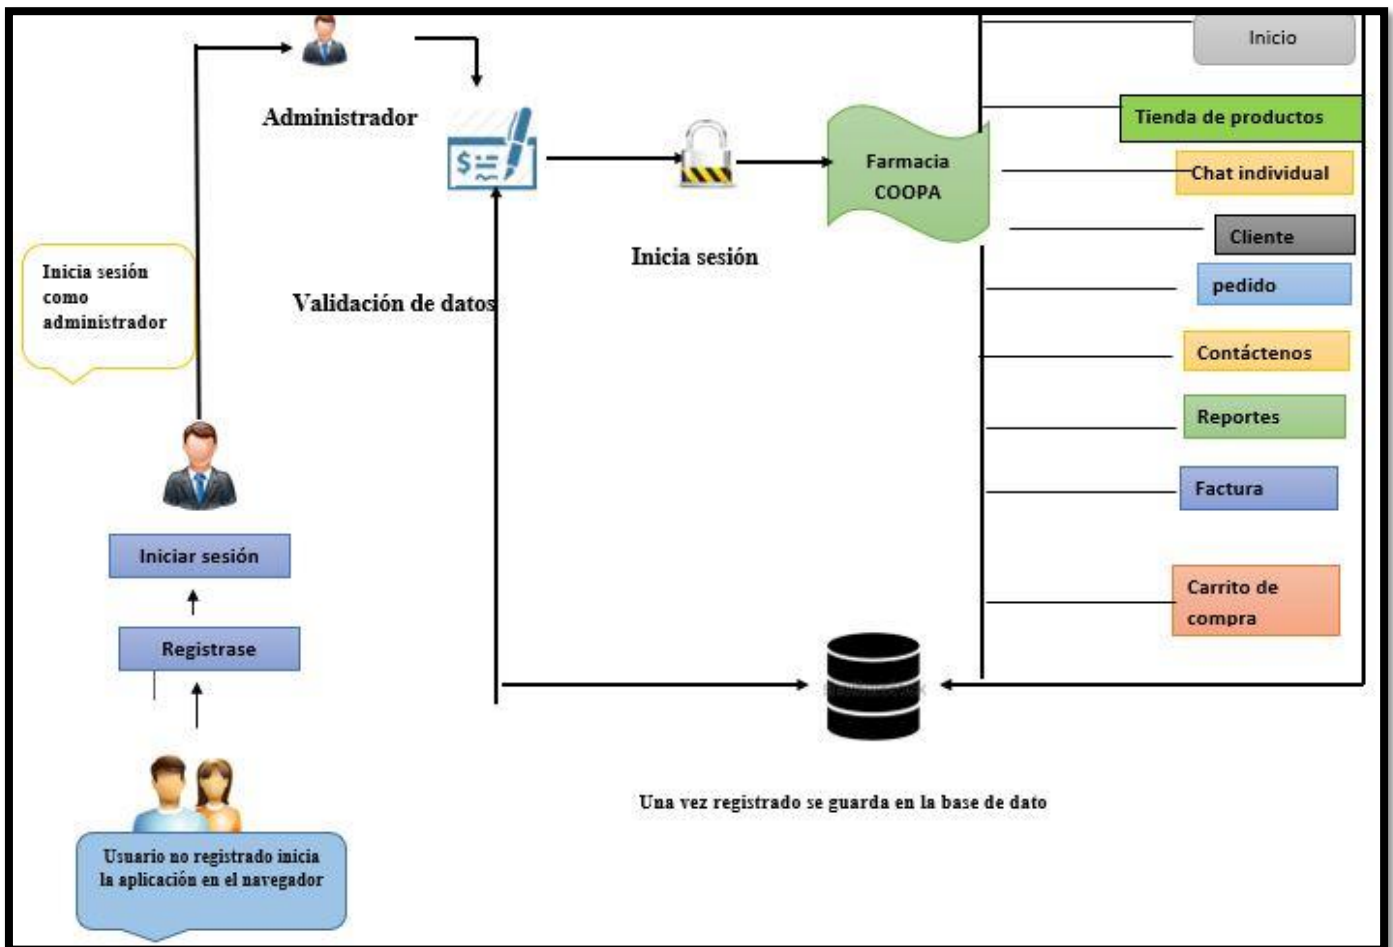 Inicio
Administrador
Tienda de productos
Farmacia
COOPA
Chat individual
Cliente
Inicia sesión
Inicia sesión
como
administrador
Validación de datos
pedido
Contáctenos
Reportes
Factura
Iniciar sesión
Carrito de
compra
Registrase
Una vez registrado se guarda en la base de dato
Usuario no registrado inicia
la aplicación en el navegador